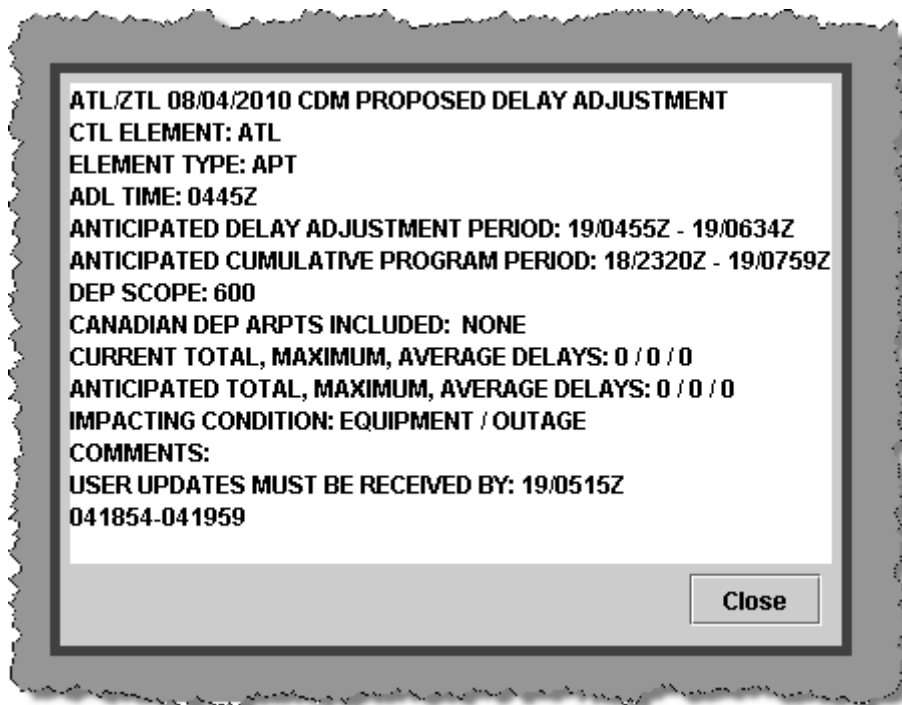 ATL/ZTL 08/04/2010 CDM PROPOSED DELAY ADJUSTMENT
CTL ELEMENT: ATL
ELEMENT TYPE: APT
ADL TIME: 0445Z
ANTICIPATED DELAY ADJUSTMENT PERIOD: 19/0455Z - 19/0634Z
ANTICIPATED CUMULATIVE PROGRAM PERIOD: 18/2320Z - 19/0759Z
DEP SCOPE: 600
CANADIAN DEP ARPTS INCLUDED: NONE
CURRENT TOTAL, MAXIMUM, AVERAGE DELAYS: 0 / 0 / 0
ANTICIPATED TOTAL, MAXIMUM, AVERAGE DELAYS: 0 / 0 / 0
IMPACTING CONDITION: EQUIPMENT / OUTAGE
COMMENTS:
USER UPDATES MUST BE RECEIVED BY: 19/0515Z
041854-041959
Close